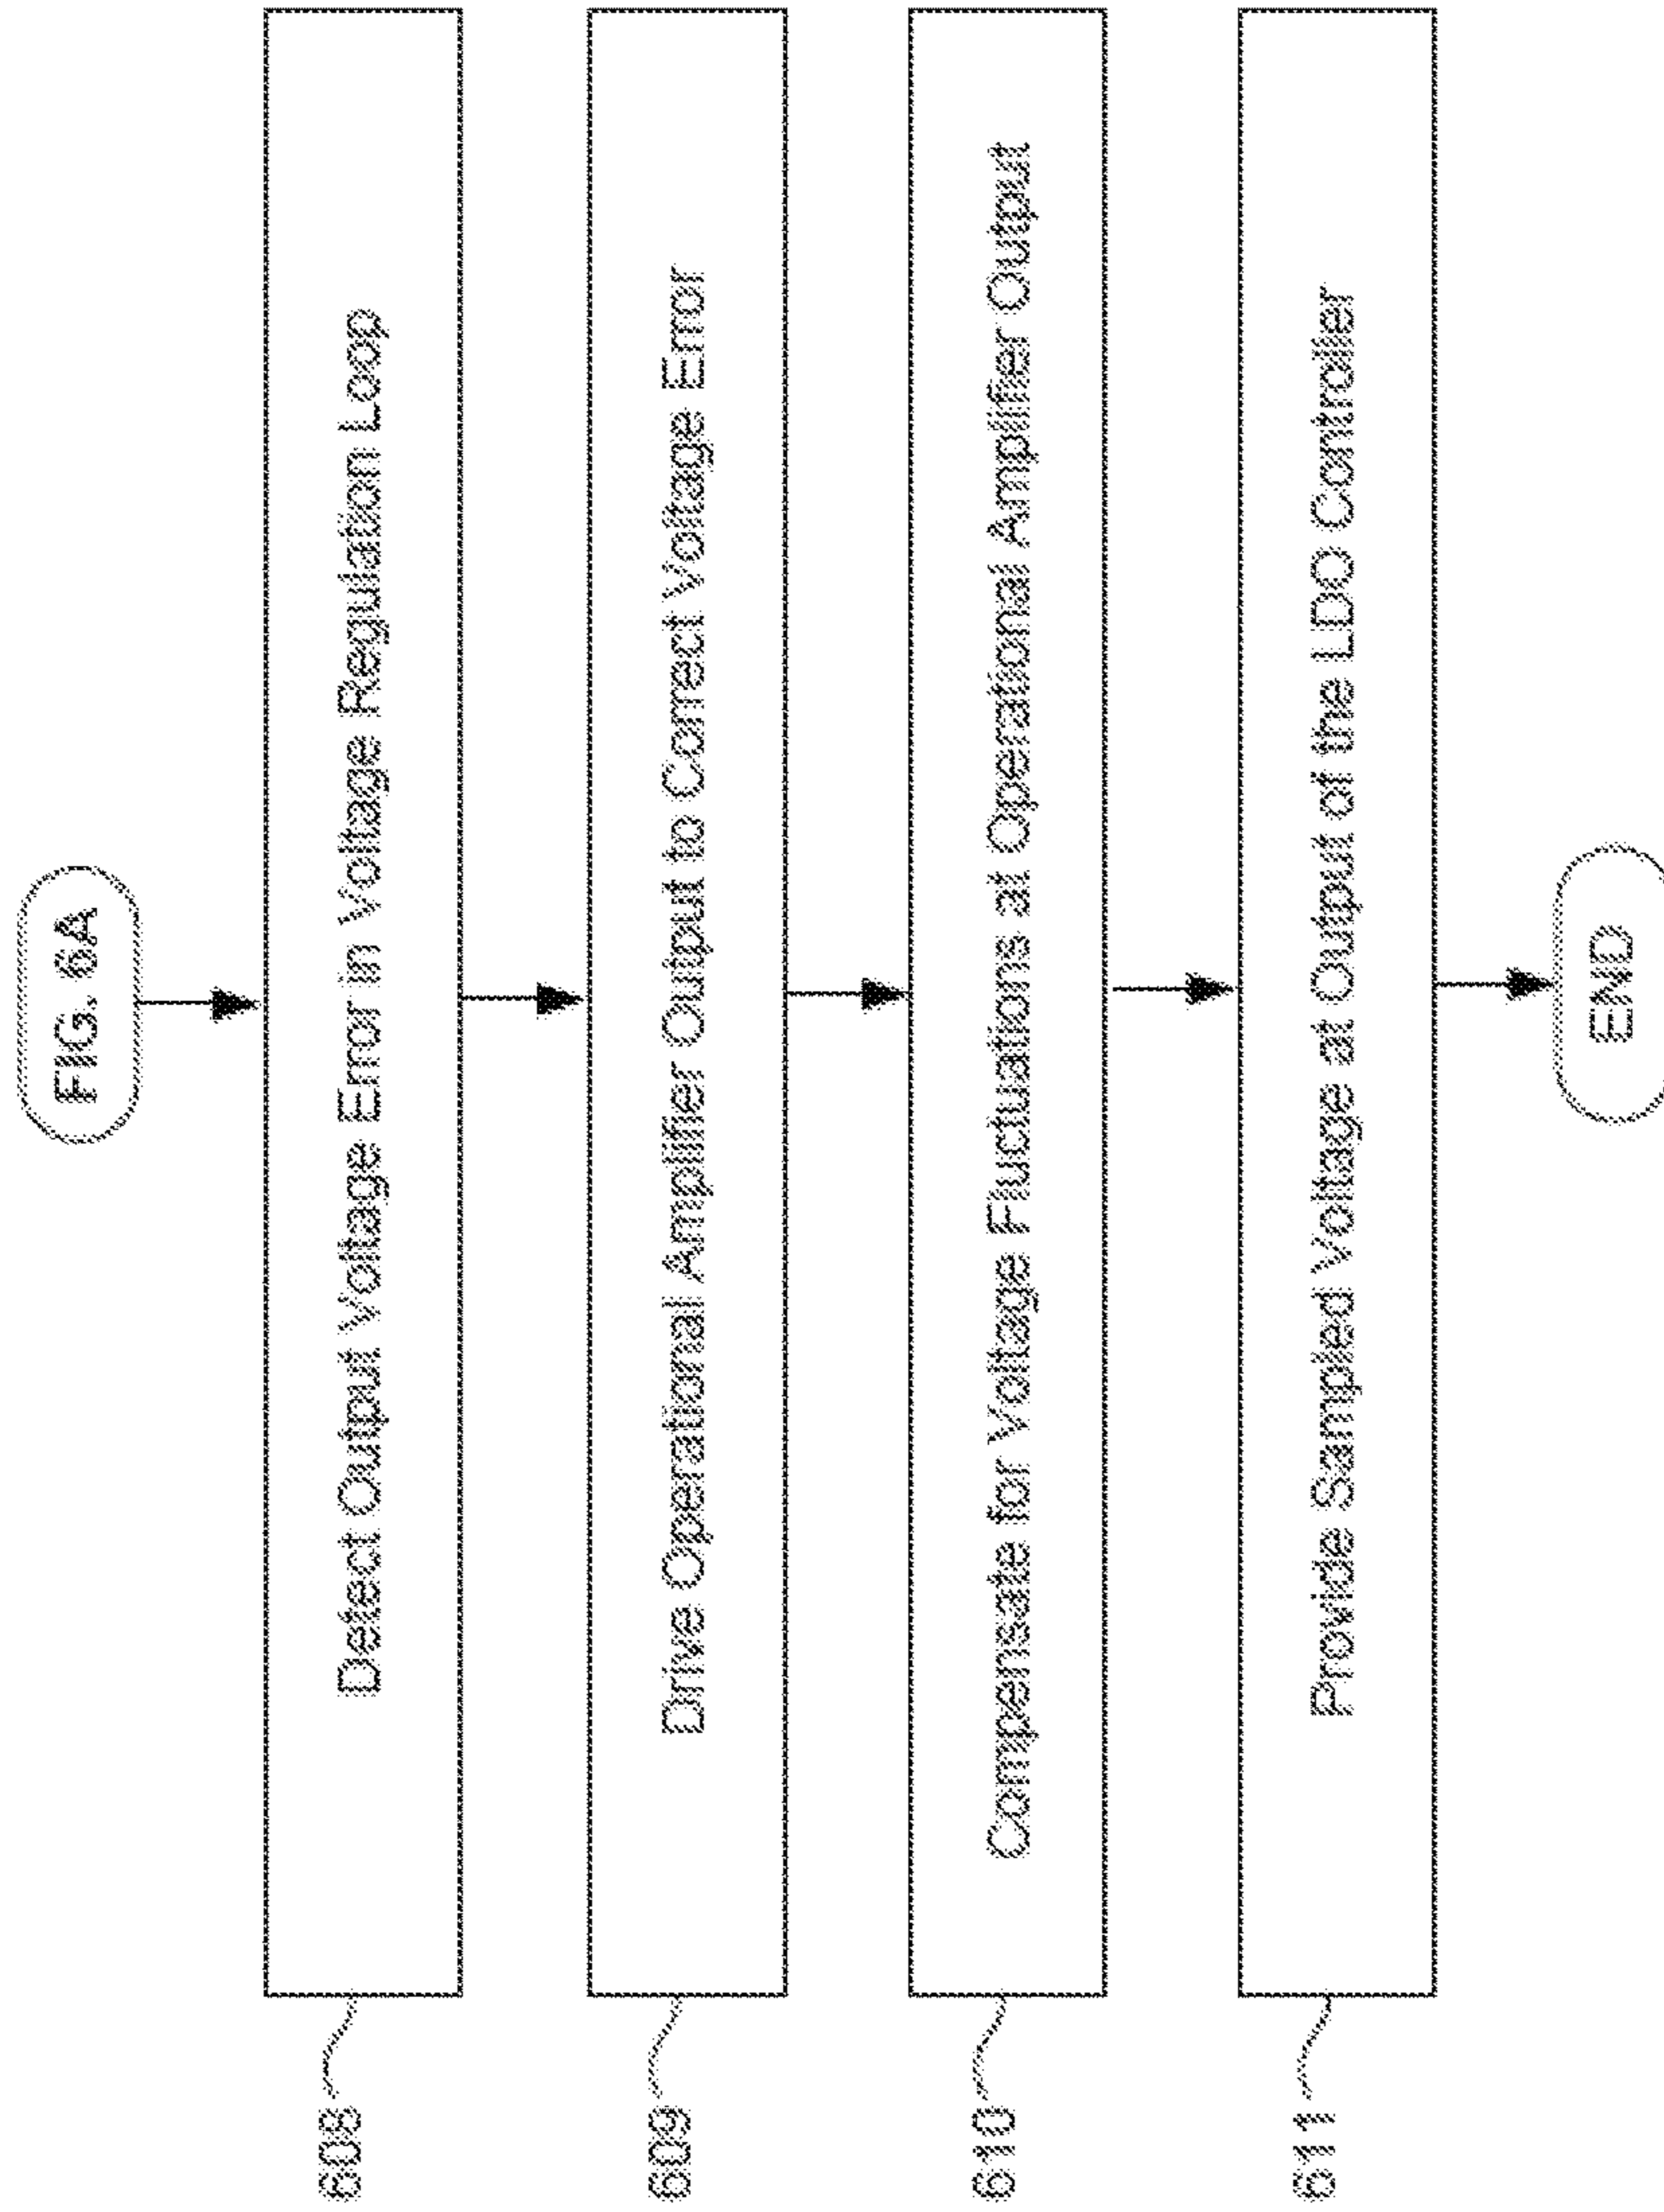 FIG. 6A
608
Detect Output Voltage Error in Voltage Regulation Loop
609
Drive Operational Amplifier Output to Correct Voltage Error
610
Compensate for Voltage Fluctuations at Operational Amplifier Output
611
Provide Sampled Voltage at Output of the LDO Controller
END